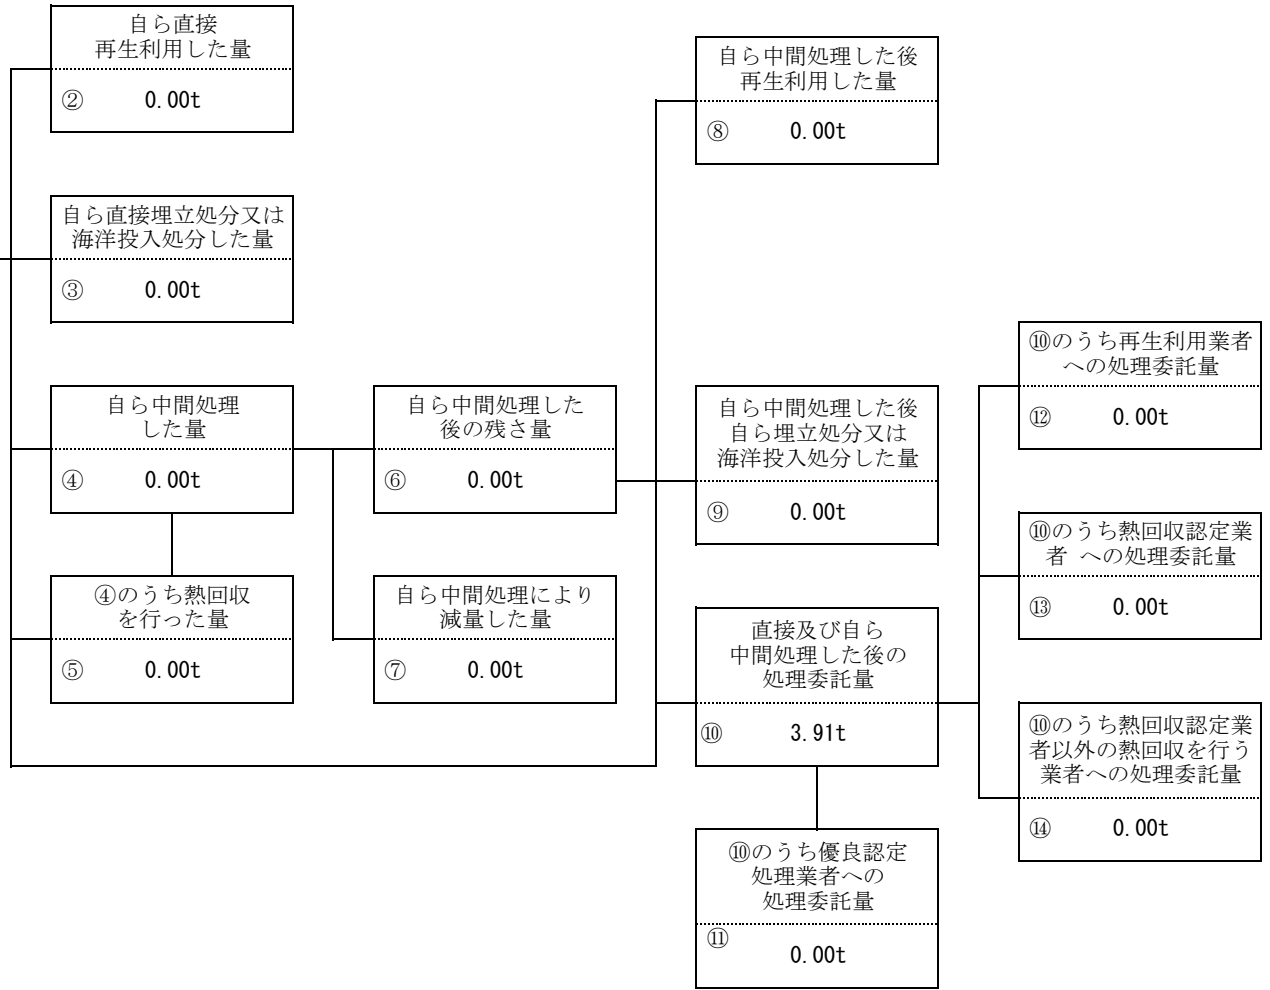 自ら直接
再生利用した量
② 0.00t
自ら直接埋立処分又は
海洋投入処分した量
③ 0.00t
自ら中間処理
した量
④ 0.00t
④のうち熱回収
を行った量
⑤ 0.00t
自ら中間処理した
後の残さ量
⑥ 0.00t
自ら中間処理により
減量した量
⑦ 0.00t
自ら中間処理した後
再生利用した量
⑧ 0.00t
自ら中間処理した後
自ら埋立処分又は
海洋投入処分した量
⑨ 0.00t
直接及び自ら
中間処理した後の
処理委託量
⑩ 3.91t
⑩のうち優良認定
処理業者への
処理委託量
⑪ 0.00t
⑩のうち再生利用業者
への処理委託量
⑫ 0.00t
⑩のうち熱回収認定業
者 への処理委託量
⑬ 0.00t
⑩のうち熱回収認定業
者以外の熱回収を行う
業者への処理委託量
⑭ 0.00t